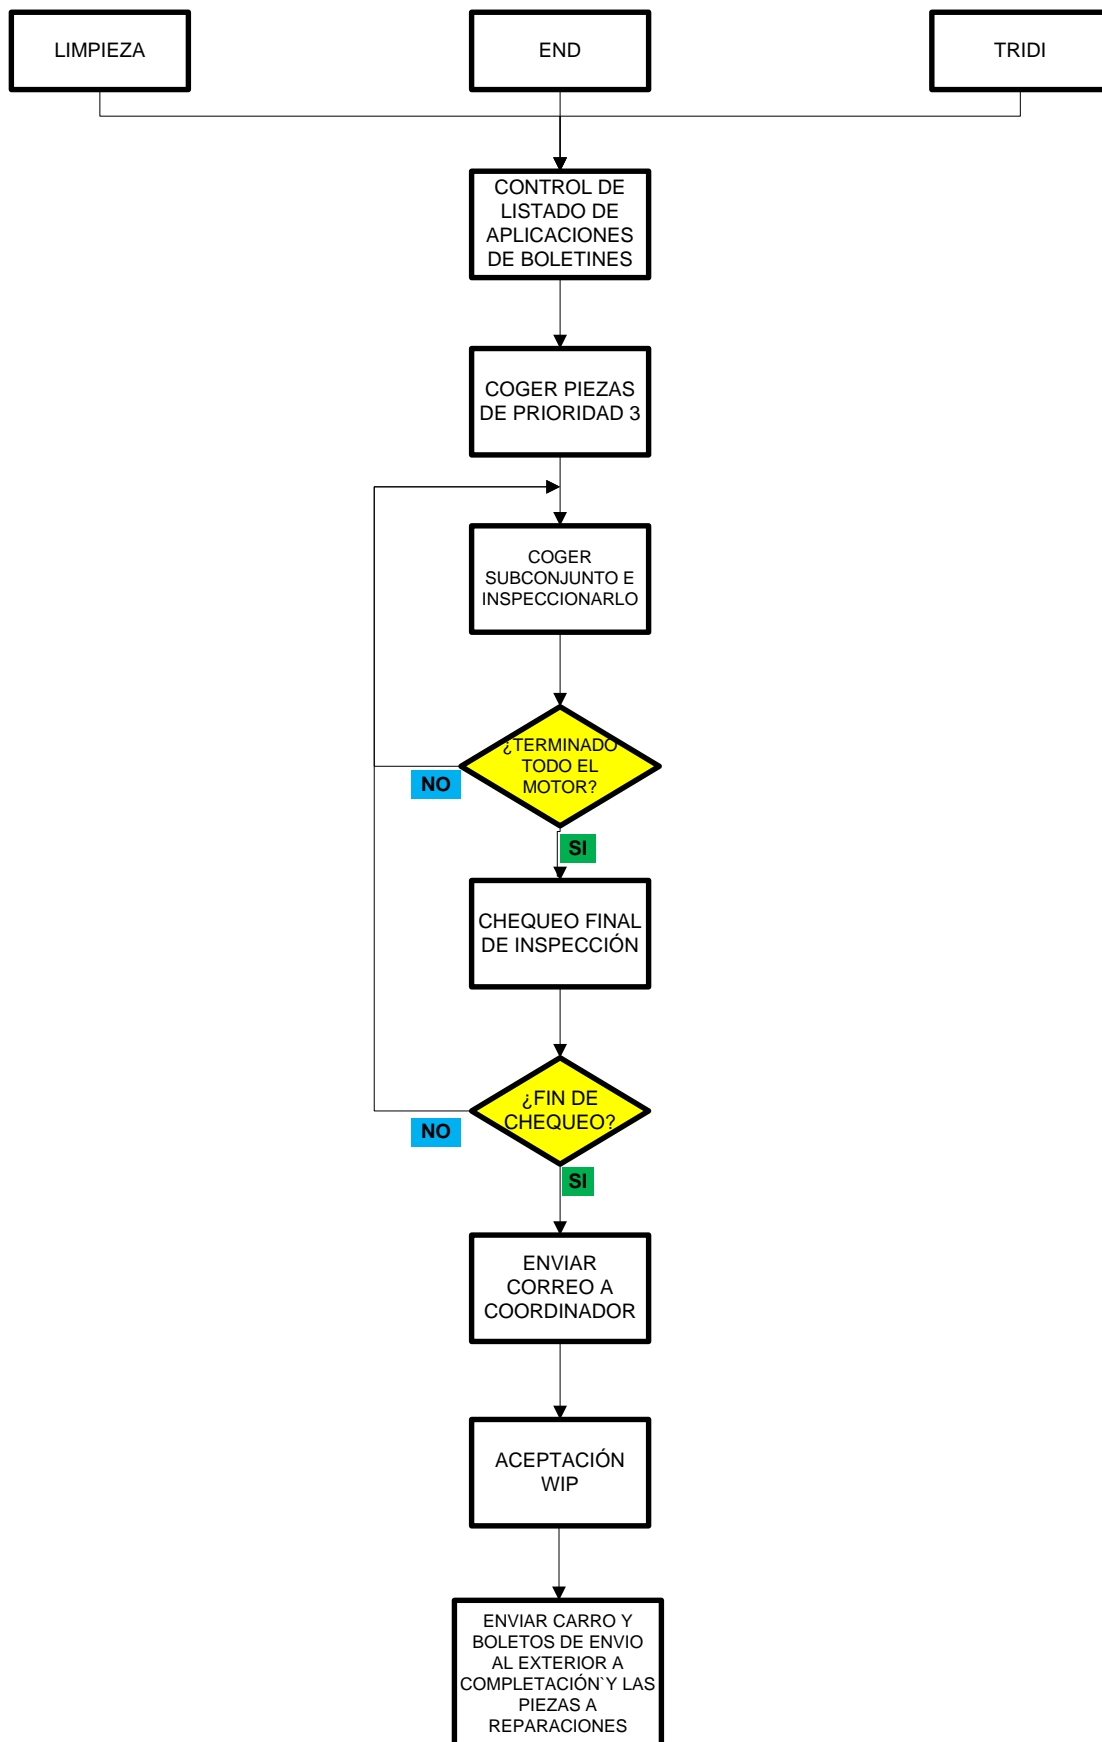 LIMPIEZA
END
TRIDI
CONTROL DE
LISTADO DE
APLICACIONES
DE BOLETINES
COGER PIEZAS
DE PRIORIDAD 3
COGER
SUBCONJUNTO E
INSPECCIONARLO
¿TERMINADO
TODO EL
MOTOR?
NO
SI
CHEQUEO FINAL
DE INSPECCIÓN
¿FIN DE
CHEQUEO?
NO
SI
ENVIAR
CORREO A
COORDINADOR
ACEPTACIÓN
WIP
ENVIAR CARRO Y
BOLETOS DE ENVIO
AL EXTERIOR A
COMPLETACIÓN`Y LAS
PIEZAS A
REPARACIONES